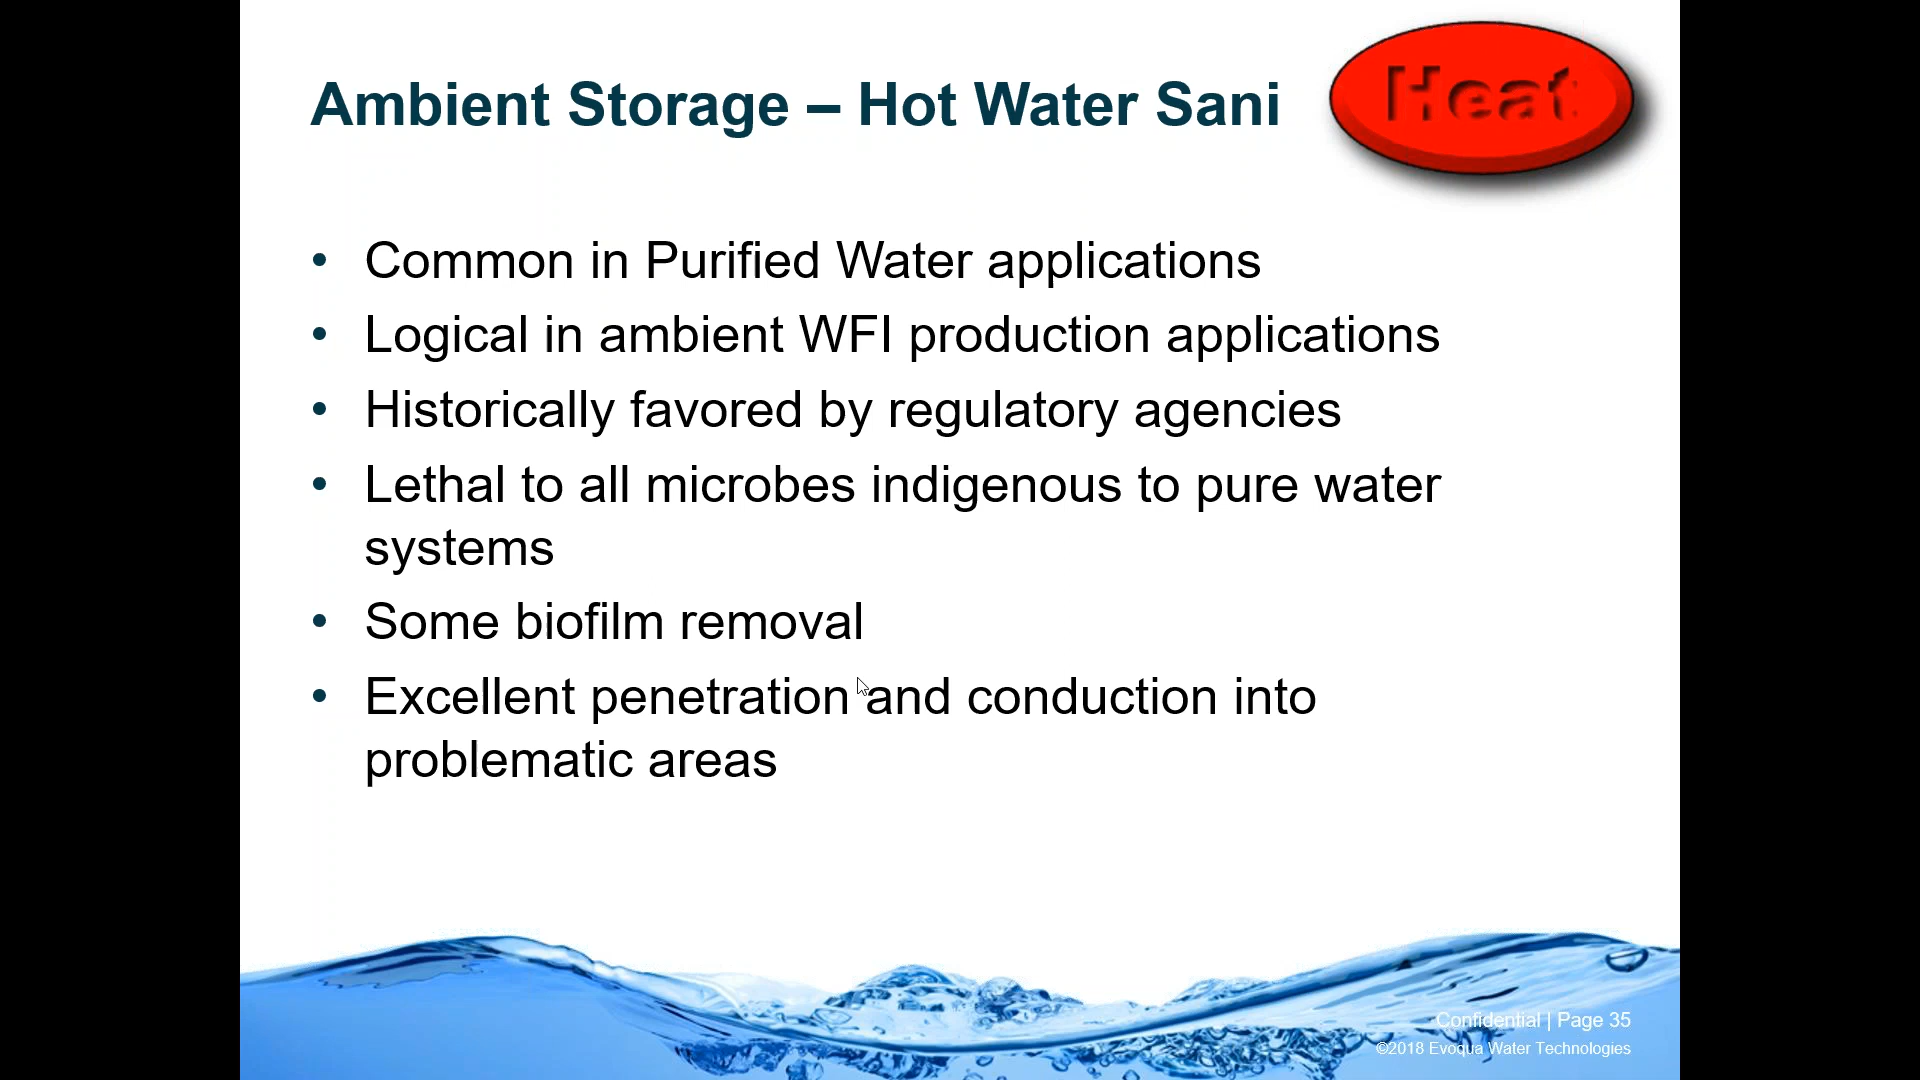 Ambient Storage – Hot Water Sani
Heat
• Common in Purified Water applications
• Logical in ambient WFI production applications
• Historically favored by regulatory agencies
• Lethal to all microbes indigenous to pure water
systems
• Some biofilm removal
• Excellent penetration and conduction into
problematic areas
Confidential | Page 35
©2018 Evoqua Water Technologies